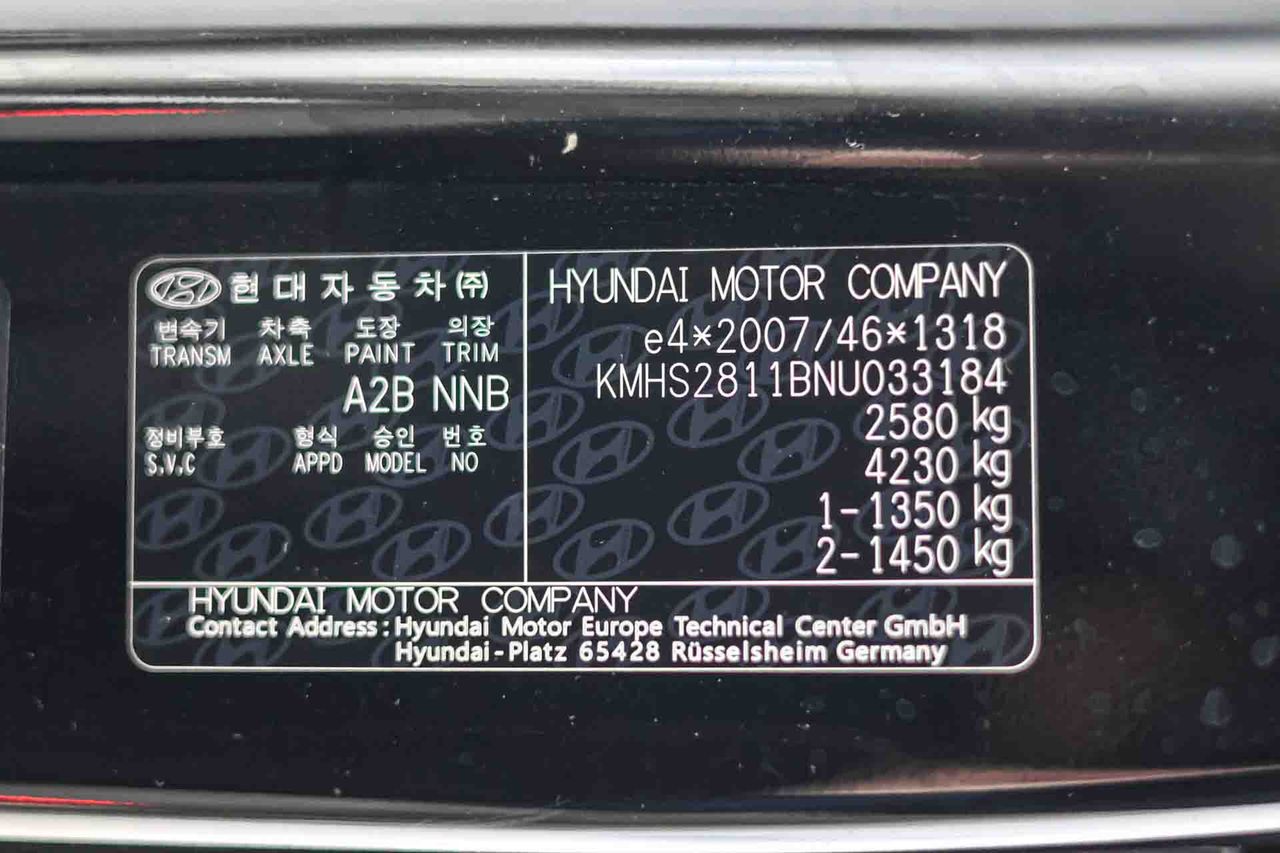 현대자동차(주)
변속기 차축 도장 의장
TRANSM AXLE PAINT TRIM
A2B NNB
정비부호 형식 승인 번호
S.V.C APPD MODEL NO
HYUNDAI MOTOR COMPANY
e4*2007/46*1318
KMHS2811BNU033184
2580 kg
4230 kg
1-1350 kg
2-1450 kg
HYUNDAI MOTOR COMPANY
Contact Address : Hyundai Motor Europe Technical Center GmbH
Hyundai-Platz 65428 Rüsselsheim Germany